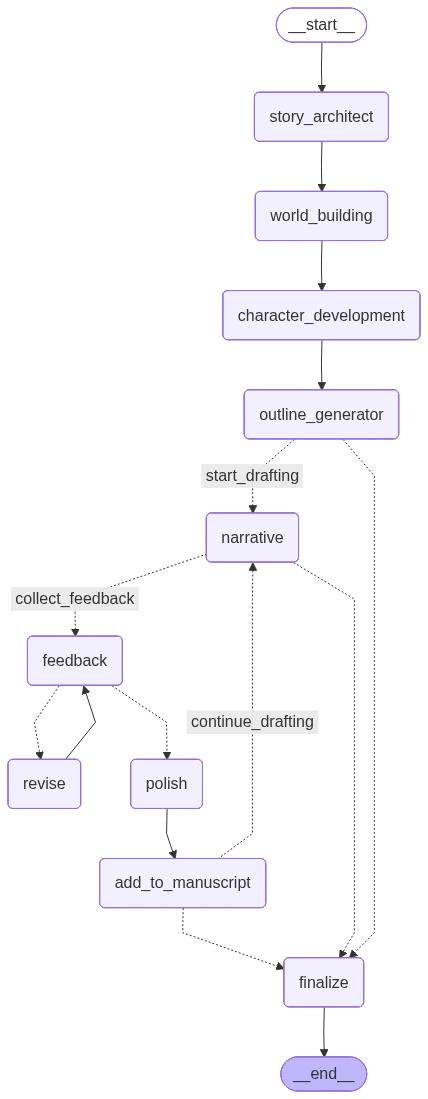 __start__
story_architect
world_building
character_development
outline_generator
start_drafting
narrative
collect_feedback
feedback
continue_drafting
revise
polish
add_to_manuscript
finalize
__end__